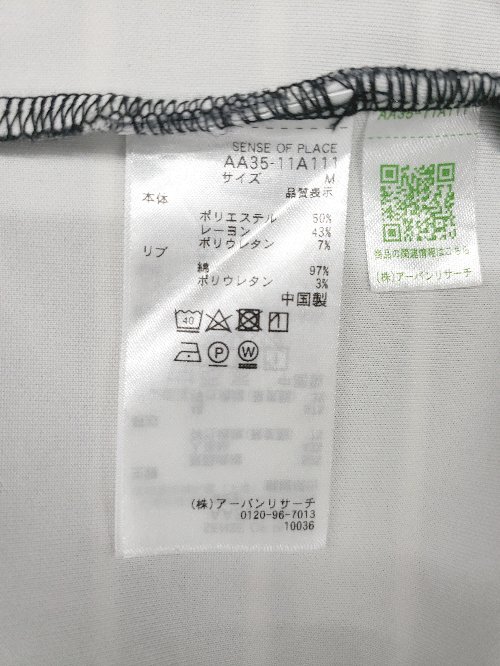 SENSE OF PLACE
AA35-11A111
サイズ M
本体 品質表示
ポリエステル 50%
レーヨン 43%
ポリウレタン 7%
リブ
綿 97%
ポリウレタン 3%
中国製
40
P
W
(株)アーバンリサーチ
0120-96-7013
10036
AA35-11A111
商品の関連情報はこちら
(株)アーバンリサーチ